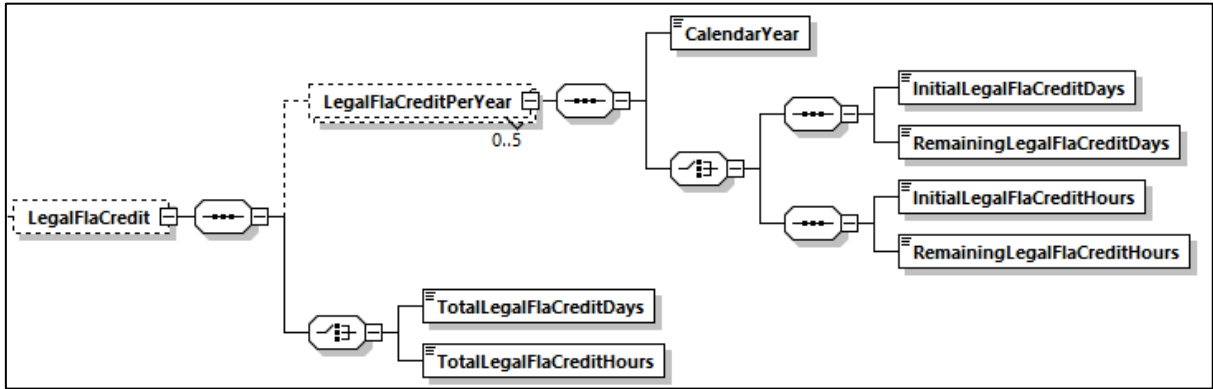 CalendarYear
LegalFlaCreditPerYear
0..5
InitialLegalFlaCreditDays
RemainingLegalFlaCreditDays
InitialLegalFlaCreditHours
RemainingLegalFlaCreditHours
LegalFlaCredit
TotalLegalFlaCreditDays
TotalLegalFlaCreditHours